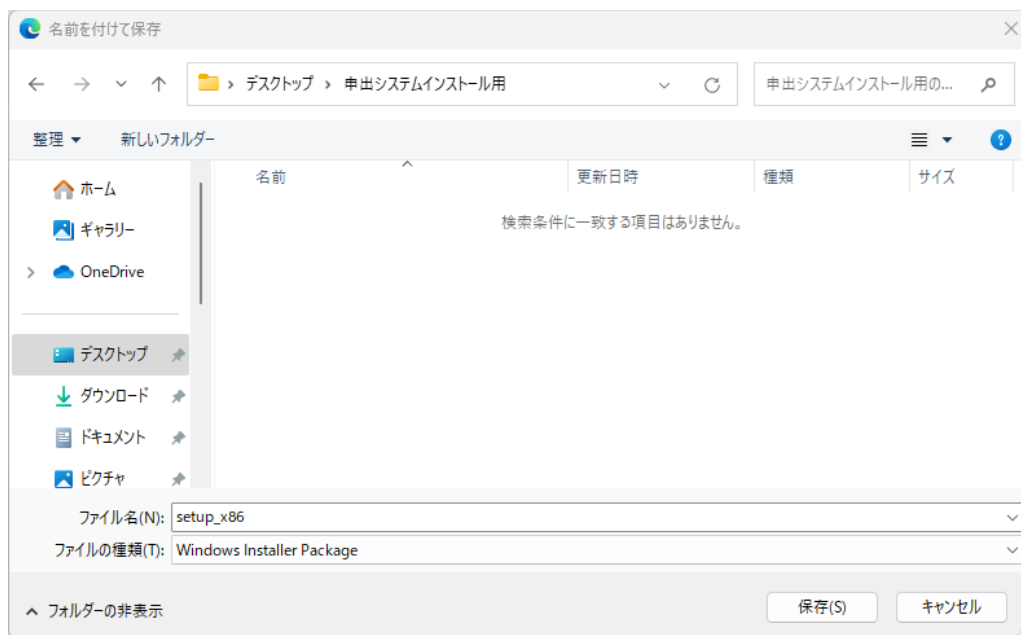 名前を付けて保存
デスクトップ › 申出システムインストール用
申出システムインストール用の...
整理
新しいフォルダー
名前 更新日時 種類 サイズ
検索条件に一致する項目はありません。
ホーム
ギャラリー
OneDrive
デスクトップ
ダウンロード
ドキュメント
ピクチャ
ファイル名(N): setup_x86
ファイルの種類(T): Windows Installer Package
フォルダーの非表示
保存(S) キャンセル